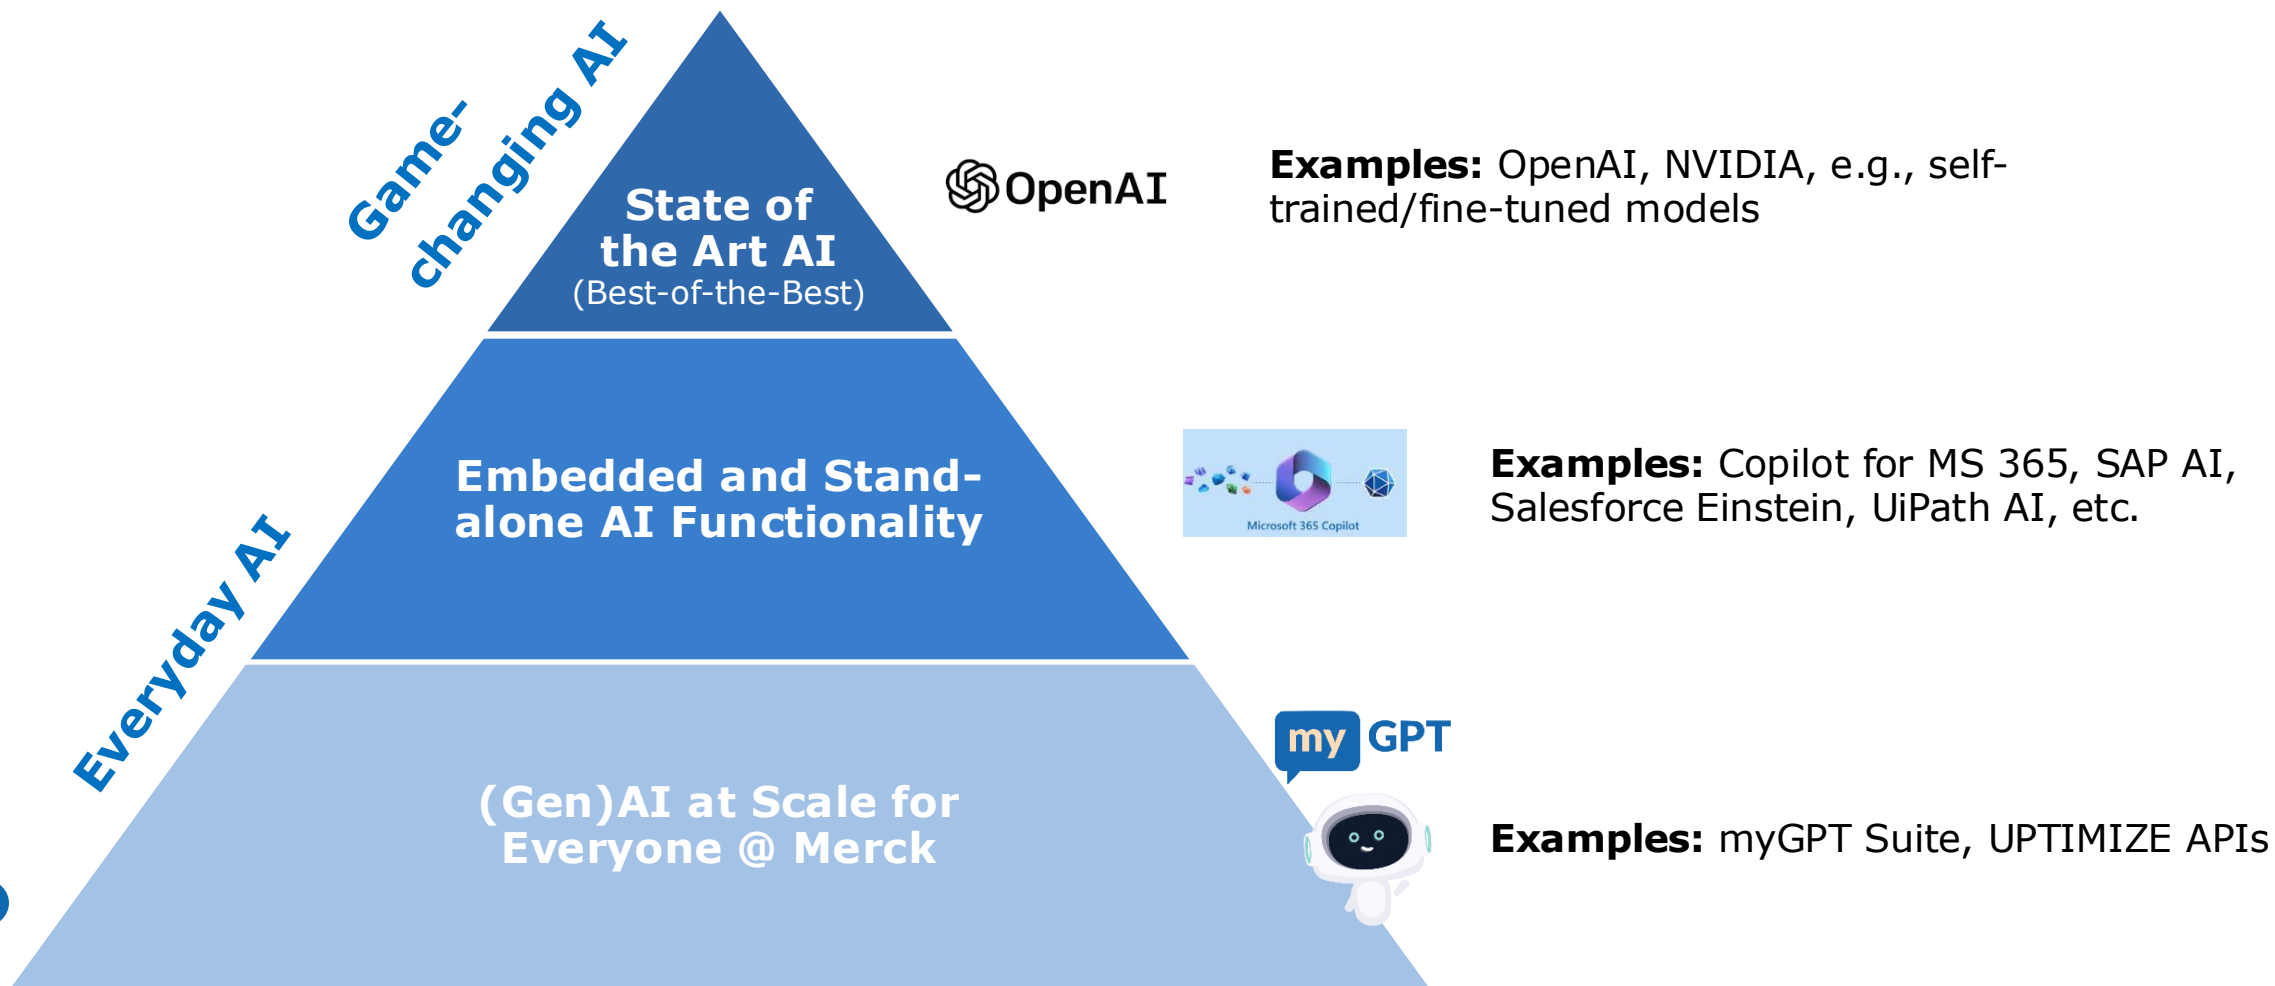 Game-
changing AI
State of
the Art AI
(Best-of-the-Best)
OpenAI
Examples: OpenAI, NVIDIA, e.g., self-
trained/fine-tuned models
Everyday AI
Embedded and Stand-
alone AI Functionality
Microsoft 365 Copilot
Examples: Copilot for MS 365, SAP AI,
Salesforce Einstein, UiPath AI, etc.
(Gen)AI at Scale for
Everyone @ Merck
my GPT
Examples: myGPT Suite, UPTIMIZE APIs